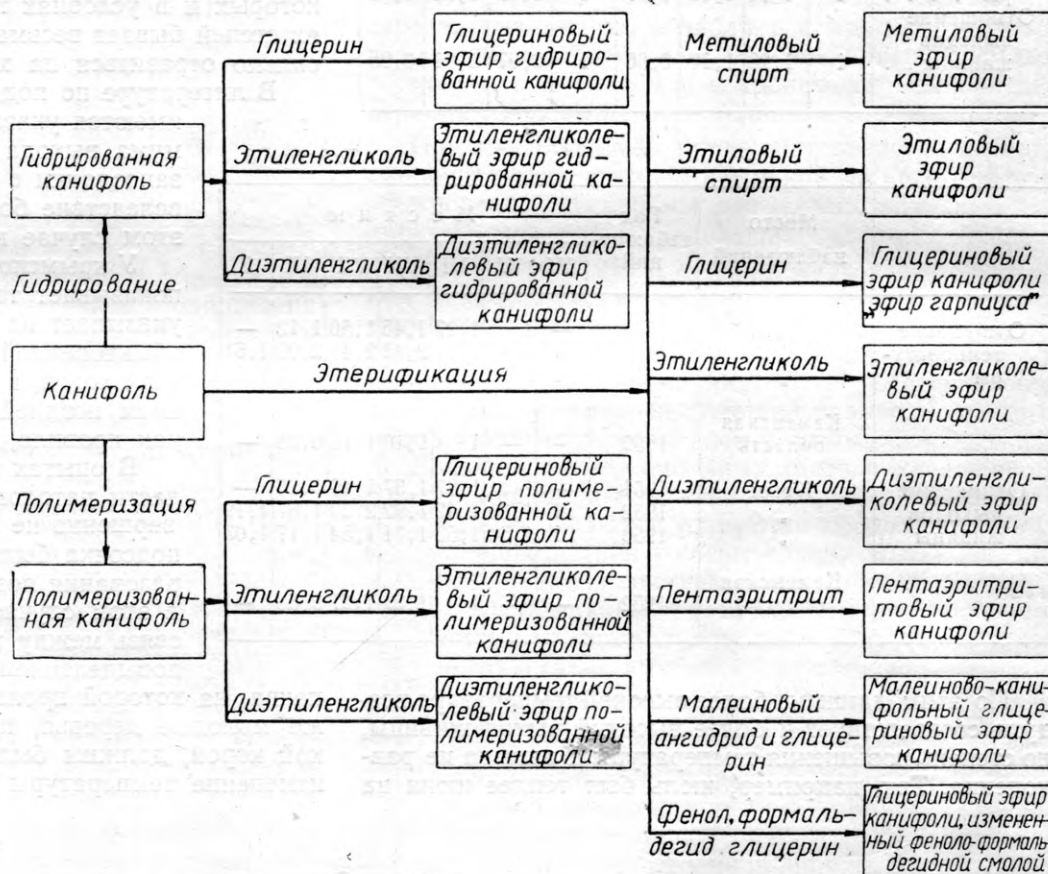 Гидрированная
канифоль
Гидрирование
Канифоль
Полимеризация
Полимеризован-
ная канифоль
Глицерин
Глицериновый
эфир гидриро-
ванной канифоли
Этиленгликоль
Этиленгликоле-
вый эфир гид-
рированной ка-
нифоли
Диэтиленгликоль
Диэтиленглико-
левый эфир
гидрированной
канифоли
Этерификация
Глицерин
Глицериновый
эфир полиме-
ризованной ка-
нифоли
Этиленгликоль
Этиленгликоле-
вый эфир по-
лимеризованной
канифоли
Диэтиленгликоль
Диэтиленглико-
левый эфир по-
лимеризованной
канифоли
Метиловый
спирт
Метиловый
эфир
канифоли
Этиловый
спирт
Этиловый
эфир
канифоли
Глицерин
Глицериновый
эфир канифоли
„эфир гарпиуса"
Этиленгликоль
Этиленгликоле-
вый эфир
канифоли
Диэтиленгликоль
Диэтиленгли-
колевый эфир
канифоли
Пентаэритрит
Пентаэритри-
товый эфир
канифоли
Малеиновый
ангидрид и глице-
рин
Малеиново-кани-
фольный глице-
риновый эфир
канифоли
Фенол, формаль-
дегид глицерин
Глицериновый эфир
канифоли, изменен-
ный феноло-формаль-
дегидной смолой